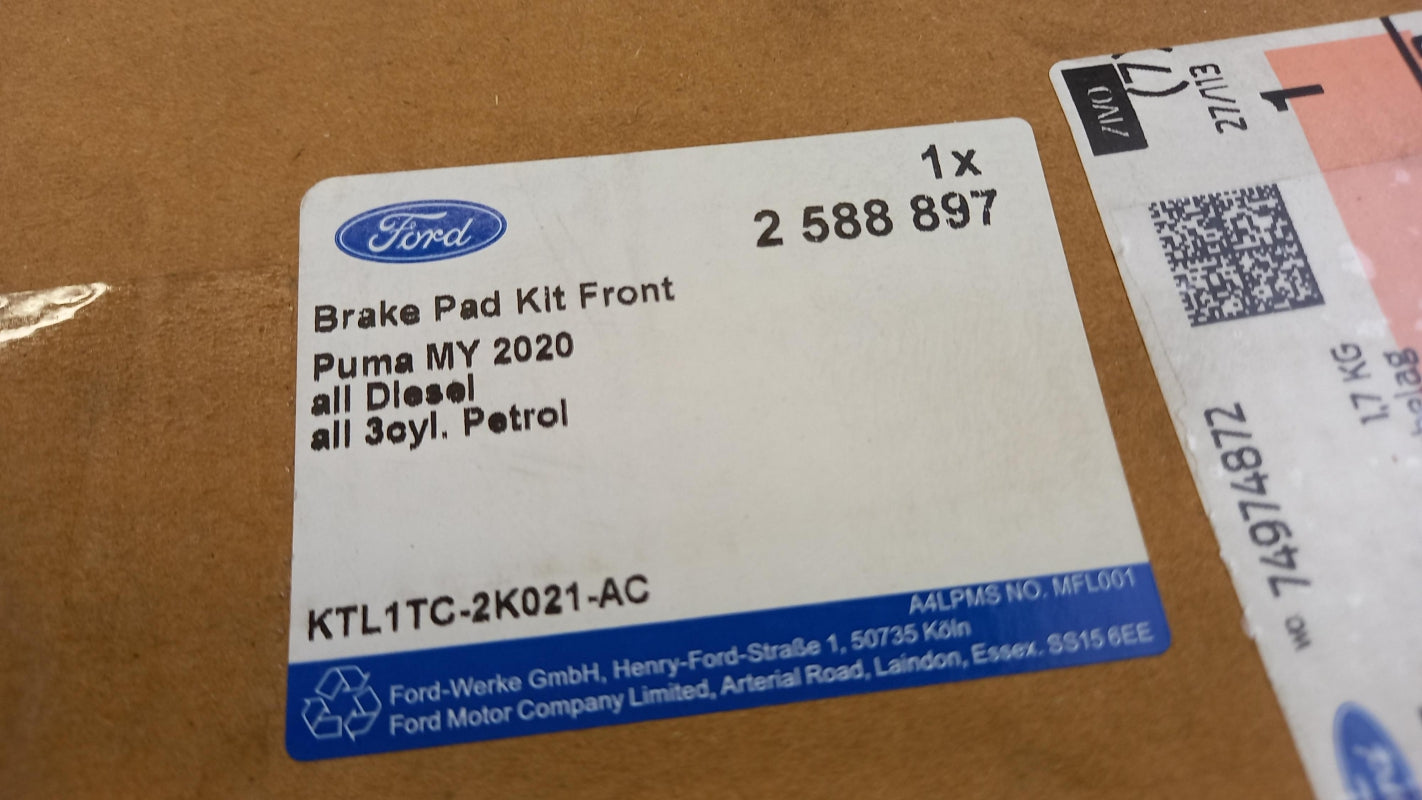 Ford
1x
2 588 897
Brake Pad Kit Front
Puma MY 2020
all Diesel
all 3cyl. Petrol
KTL1TC-2K021-AC
A4LPMS NO. MFL001
Ford-Werke GmbH, Henry-Ford-Straße 1, 50735 Köln
Ford Motor Company Limited, Arterial Road, Laindon, Essex. SS15 6EE
27/13
1
1,7 KG
74974872